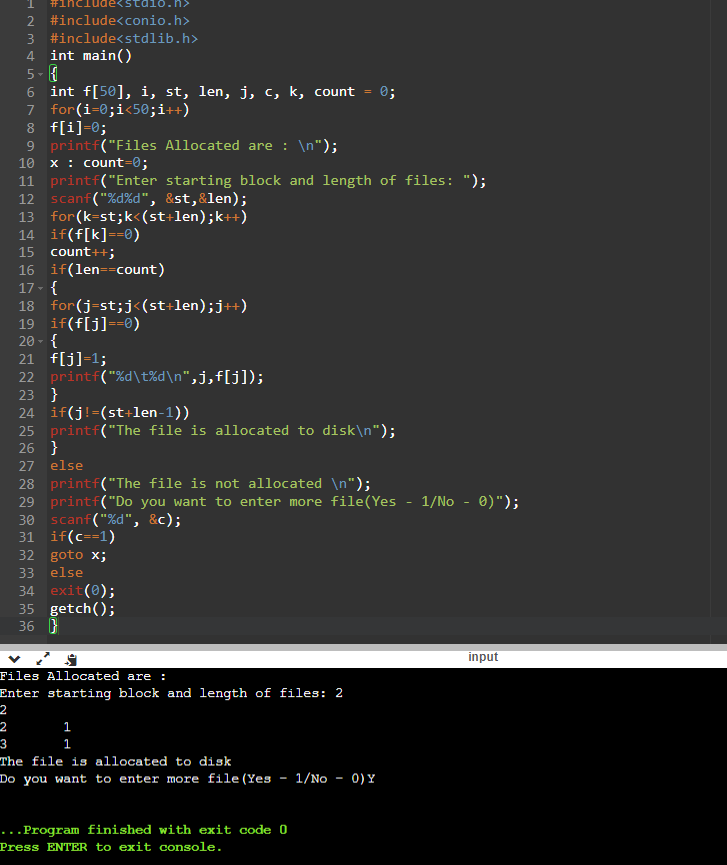 1 #include<stdio.h>
2 #include<conio.h>
3 #include<stdlib.h>
4 int main()
5 {
6 int f[50], i, st, len, j, c, k, count = 0;
7 for(i=0;i<50;i++)
8 f[i]=0;
9 printf("Files Allocated are : \n");
10 x : count=0;
11 printf("Enter starting block and length of files: ");
12 scanf("%d%d", &st,&len);
13 for(k=st;k<(st+len);k++)
14 if(f[k]==0)
15 count++;
16 if(len==count)
17 {
18 for(j=st;j<(st+len);j++)
19 if(f[j]==0)
20 {
21 f[j]=1;
22 printf("%d\t%d\n",j,f[j]);
23 }
24 if(j!=(st+len-1))
25 printf("The file is allocated to disk\n");
26 }
27 else
28 printf("The file is not allocated \n");
29 printf("Do you want to enter more file(Yes - 1/No - 0)");
30 scanf("%d", &c);
31 if(c==1)
32 goto x;
33 else
34 exit(0);
35 getch();
36 }
input
Files Allocated are :
Enter starting block and length of files: 2
2
2 1
3 1
The file is allocated to disk
Do you want to enter more file(Yes - 1/No - 0)Y
...Program finished with exit code 0
Press ENTER to exit console.